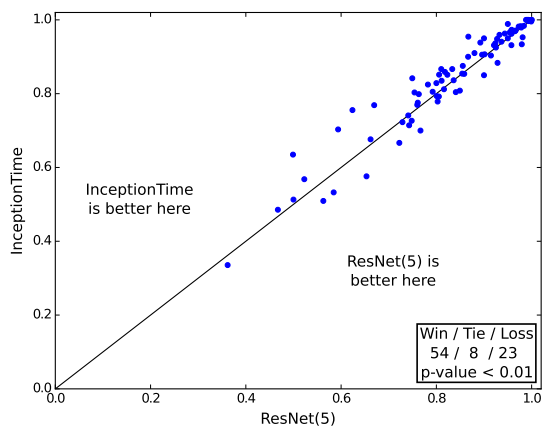 1.0
0.8
0.6
0.4
0.2
0.0
InceptionTime
InceptionTime
is better here
ResNet(5) is
better here
Win / Tie / Loss
54 / 8 / 23
p-value < 0.01
0.0 0.2 0.4 0.6 0.8 1.0
ResNet(5)